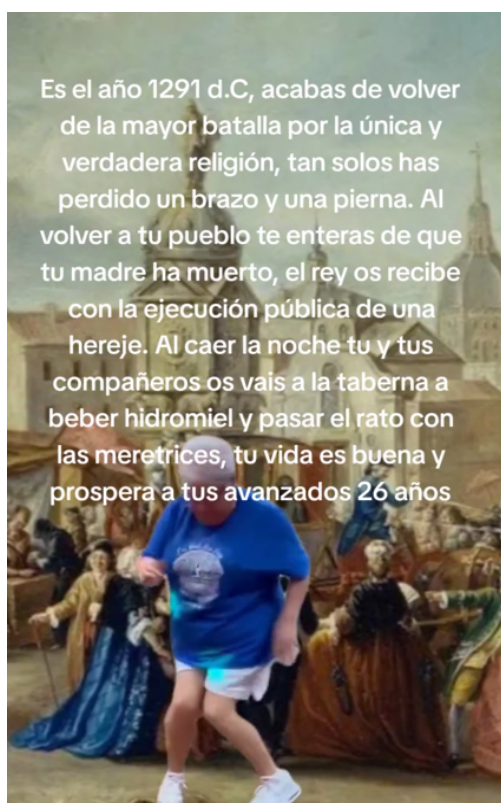 Es el año 1291 d.C, acabas de volver
de la mayor batalla por la única y
verdadera religión, tan solos has
perdido un brazo y una pierna. Al
volver a tu pueblo te enteras de que
tu madre ha muerto, el rey os recibe
con la ejecución pública de una
hereje. Al caer la noche tu y tus
compañeros os vais a la taberna a
beber hidromiel y pasar el rato con
las meretrices, tu vida es buena y
prospera a tus avanzados 26 años